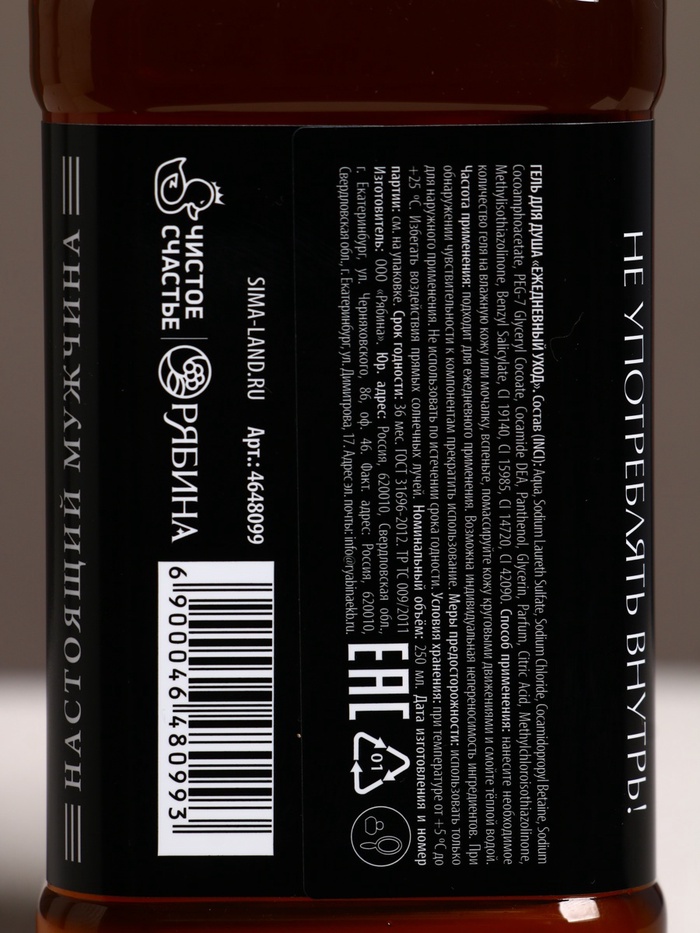 НЕ УПОТРЕБЛЯТЬ ВНУТРЬ!
ГЕЛЬ ДЛЯ ДУША «ЕЖЕДНЕВНЫЙ УХОД». Состав (INCI): Aqua, Sodium Laureth Sulfate, Sodium Chloride, Cocamidopropyl Betaine, Sodium
Cocoamphoacetate, PEG-7 Glyceryl Cocoate, Cocamide DEA, Panthenol, Glycerin, Parfum, Citric Acid, Methylchloroisothiazolinone,
Methylisothiazolinone, Benzyl Salicylate, CI 19140, CI 15985, CI 14720, CI 42090. Способ применения: нанесите необходимое
количество геля на влажную кожу или мочалку, вспеньте, помассируйте кожу круговыми движениями и смойте тёплой водой.
Частота применения: подходит для ежедневного применения. Возможна индивидуальная непереносимость ингредиентов. При
обнаружении чувствительности к компонентам прекратить использование. Меры предосторожности: использовать только
для наружного применения. Не использовать по истечении срока годности. Условия хранения: при температуре от +5 °С до
+25 °С. Избегать воздействия прямых солнечных лучей. Номинальный объём: 250 мл. Дата изготовления и номер
партии: см. на упаковке. Срок годности: 36 мес. ГОСТ 31696-2012. ТР ТС 009/2011
Изготовитель: ООО «Рябина». Юр. адрес: Россия, 620010, Свердловская обл.,
г. Екатеринбург, ул. Черняховского, 86, оф. 46. Факт. адрес: Россия, 620010,
Свердловская обл., г. Екатеринбург, ул. Димитрова, 17. Адрес эл. почты: info@ryabinaekb.ru.
EAC
01
SIMA-LAND.RU Арт.: 4648099
ЧИСТОЕ
СЧАСТЬЕ
РЯБИНА
6 900046 480993
НАСТОЯЩИЙ МУЖЧИНА